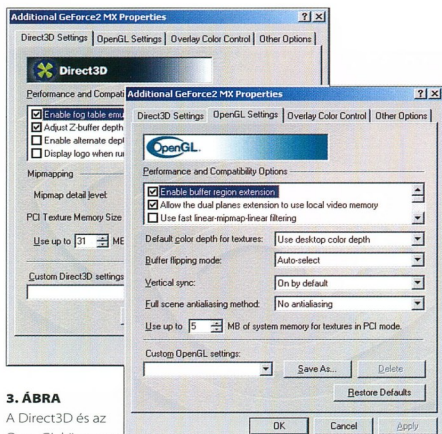 Additional GeForce2 MX Properties
Direct3D Settings
OpenGL Settings
Overlay Color Control
Other Options
Direct3D
Performance and Compati
Enable fog table emu
Adjust Z-buffer depth
Enable alternate dept
Display logo when run
Mipmapping
Mipmap detail level:
PCI Texture Memory Size
Use up to 31
Custom Direct3D settings
Additional GeForce2 MX Properties
Direct3D Settings
OpenGL Settings
Overlay Color Control
Other Options
OpenGL
Performance and Compatibility Options
Enable buffer region extension
Allow the dual planes extension to use local video memory
Use fast linear-mipmap-linear filtering
Default color depth for textures: Use desktop color depth
Buffer flipping mode: Auto-select
Vertical sync: On by default
Full scene antialiasing method: No antialiasing
Use up to 5 MB of system memory for textures in PCI mode.
Custom OpenGL settings:
Save As...
Delete
Restore Defaults
OK
Cancel
Apply
3. ÁBRA
A Direct3D és az